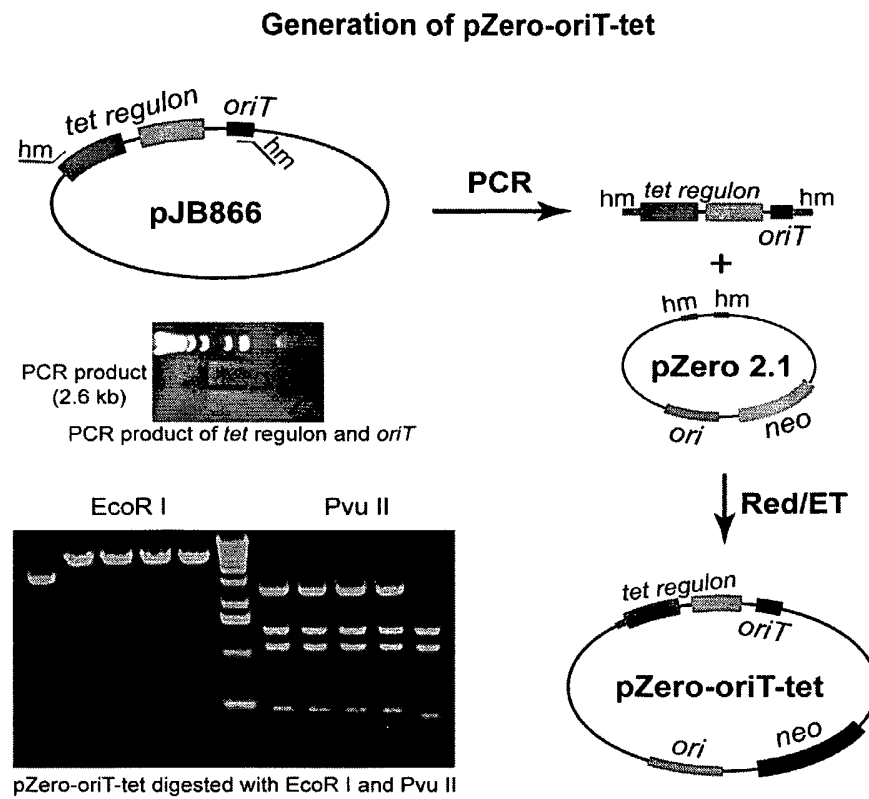 Generation of pZero-oriT-tet
tet regulon
oriT
hm
hm
pJB866
PCR
hm
tet regulon
hm
oriT
+
hm
hm
pZero 2.1
ori
neo
PCR product
(2.6 kb)
PCR product of tet regulon and oriT
Red/ET
EcoR I
Pvu II
tet regulon
oriT
pZero-oriT-tet
ori
neo
pZero-oriT-tet digested with EcoR I and Pvu II